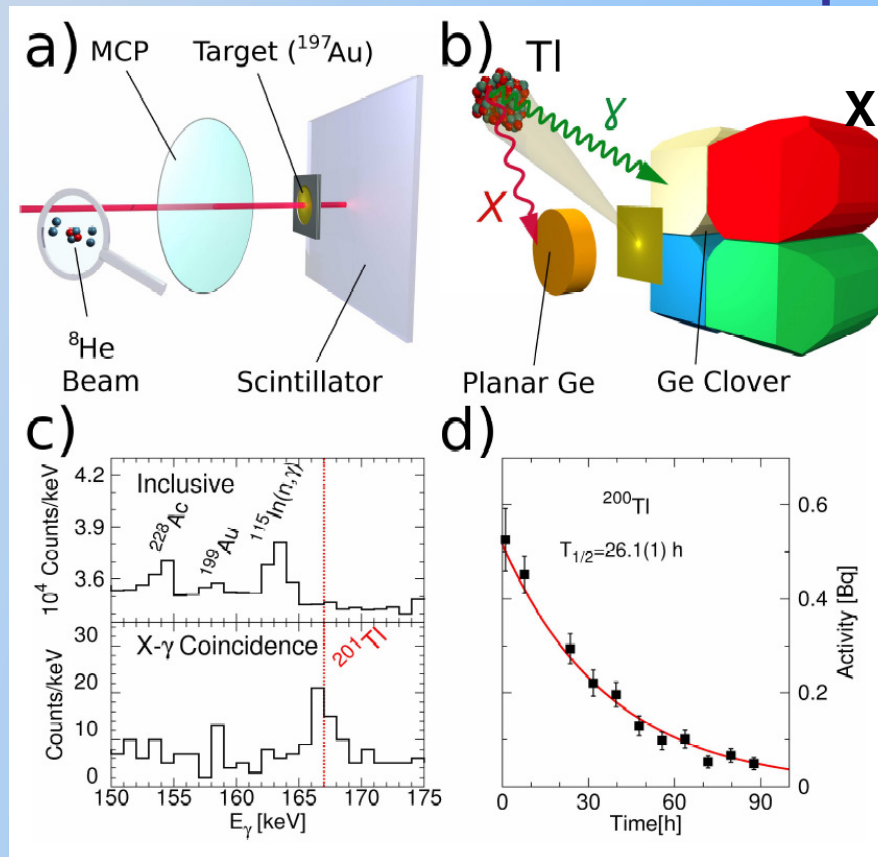 a)
MCP
Target (¹⁹⁷Au)
⁸He
Beam
Scintillator
b)
Tl
γ
X
X
Planar Ge
Ge Clover
c)
10⁴ Counts/keV
4.2
3.9
3.6
Inclusive
²²⁸Ac
¹⁹⁹Au
¹¹⁵In(n,γ)
Counts/keV
30
20
10
0
X-γ Coincidence
²⁰¹Tl
150 155 160 165 170 175
E_γ [keV]
d)
²⁰⁰Tl
T₁/₂=26.1(1) h
0.6
0.4
0.2
0
Activity [Bq]
0 30 60 90
Time[h]